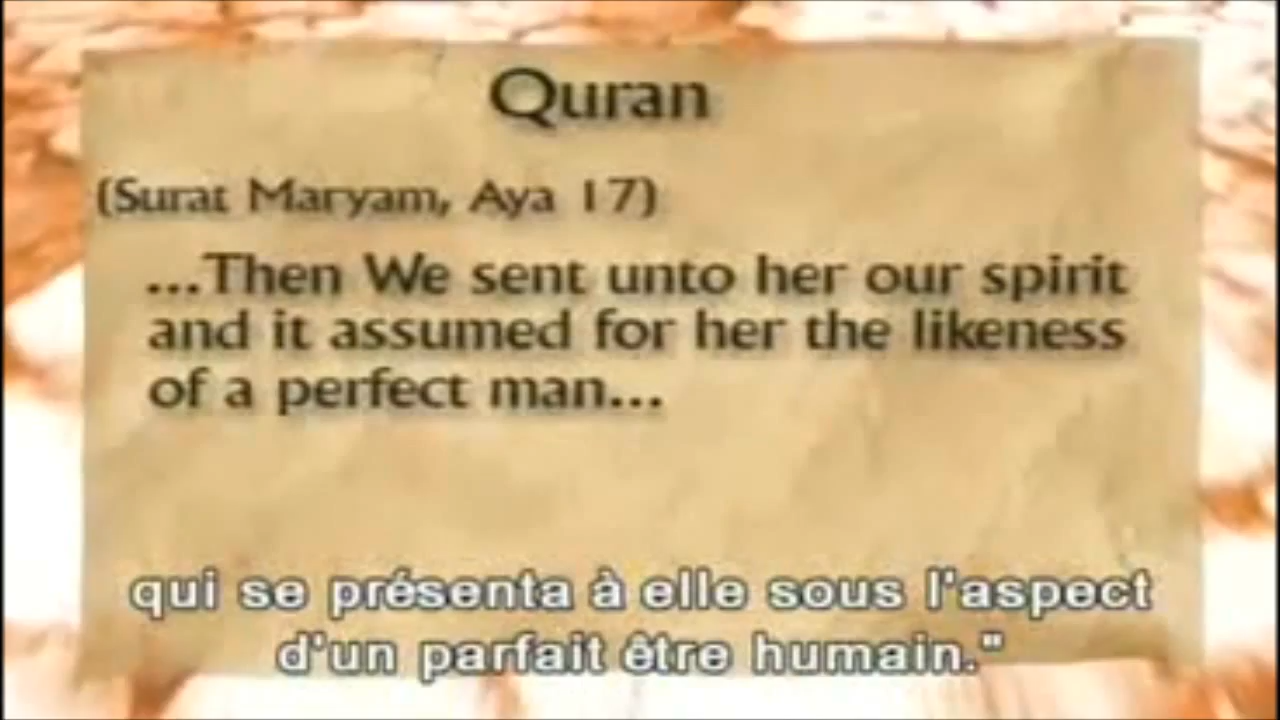 Quran
(Surat Maryam, Aya 17)
...Then We sent unto her our spirit
and it assumed for her the likeness
of a perfect man...
qui se présenta à elle sous l'aspect
d'un parfait être humain."